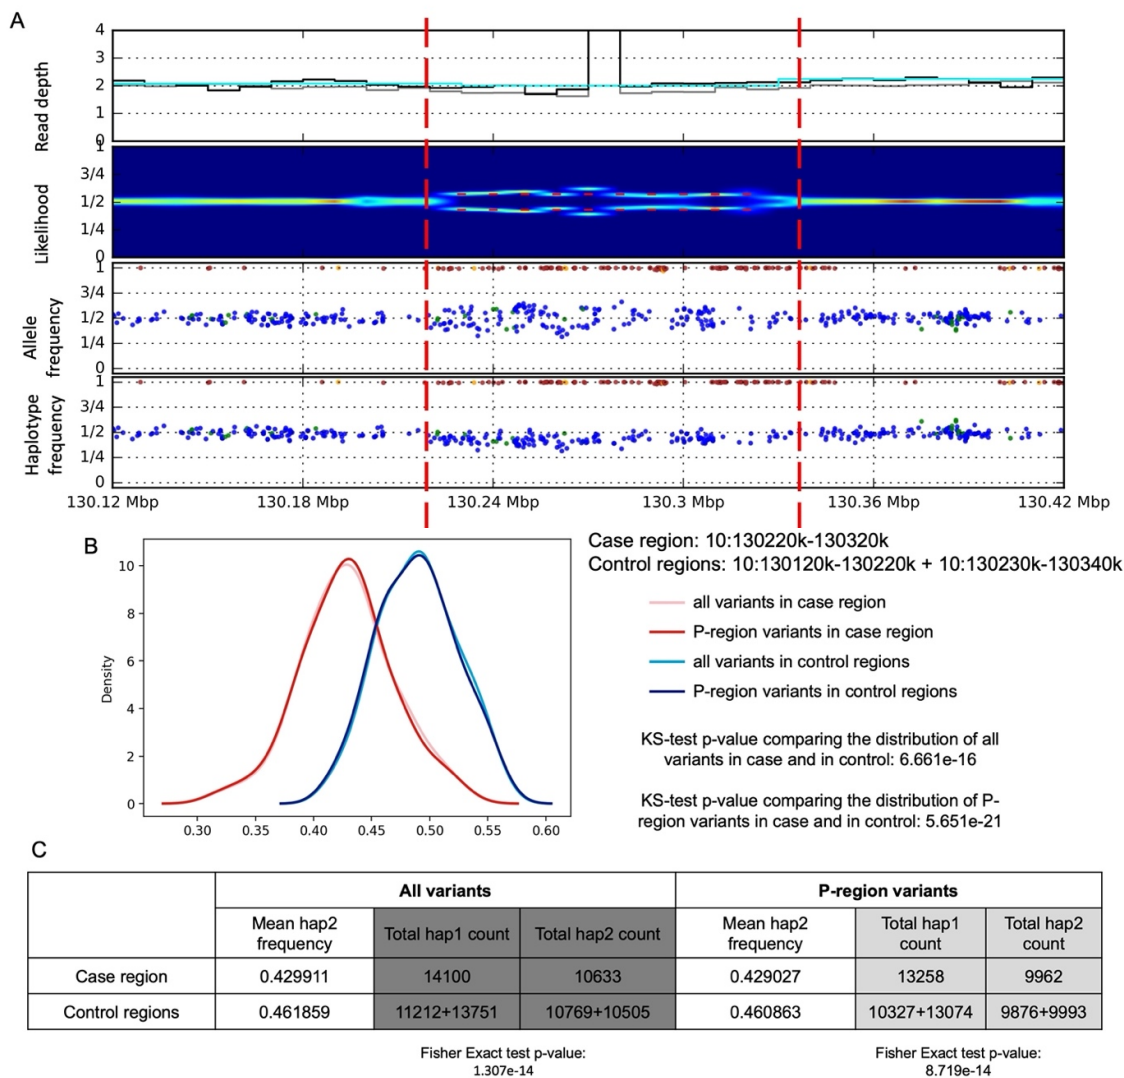 A
Read depth
4
3
2
1
0
Likelihood
3/4
1/2
1/4
0
Allele
frequency
1
3/4
1/2
1/4
0
Haplotype
frequency
1
3/4
1/2
1/4
0
130.12 Mbp 130.18 Mbp 130.24 Mbp 130.3 Mbp 130.36 Mbp 130.42 Mbp
B
Density
10
8
6
4
2
0
0.30 0.35 0.40 0.45 0.50 0.55 0.60
Case region: 10:130220k-130320k
Control regions: 10:130120k-130220k + 10:130230k-130340k
all variants in case region
P-region variants in case region
all variants in control regions
P-region variants in control regions
KS-test p-value comparing the distribution of all
variants in case and in control: 6.661e-16
KS-test p-value comparing the distribution of P-
region variants in case and in control: 5.651e-21
C
All variants P-region variants
Mean hap2
frequency
Total hap1 count
Total hap2 count
Mean hap2
frequency
Total hap1
count
Total hap2
count
Case region 0.429911 14100 10633 0.429027 13258 9962
Control regions 0.461859 11212+13751 10769+10505 0.460863 10327+13074 9876+9993
Fisher Exact test p-value:
1.307e-14
Fisher Exact test p-value:
8.719e-14